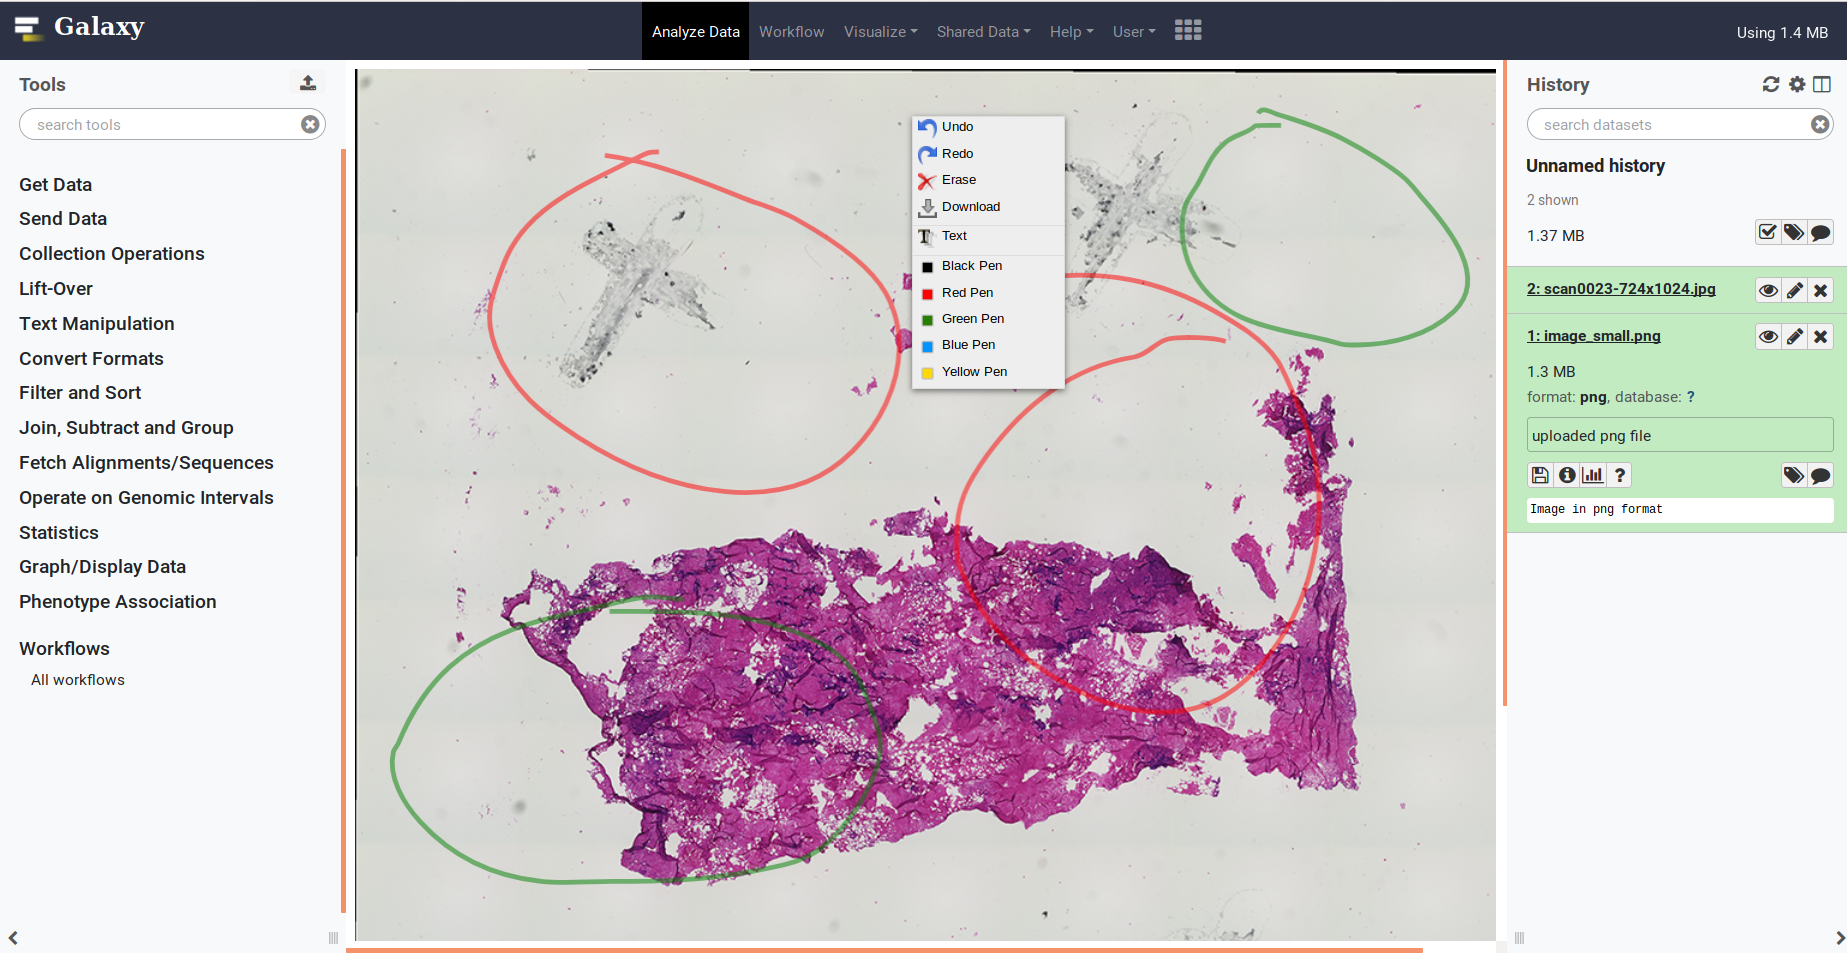 Galaxy
Analyze Data
Workflow
Visualize
Shared Data
Help
User
Using 1.4 MB
Tools
search tools
Get Data
Send Data
Collection Operations
Lift-Over
Text Manipulation
Convert Formats
Filter and Sort
Join, Subtract and Group
Fetch Alignments/Sequences
Operate on Genomic Intervals
Statistics
Graph/Display Data
Phenotype Association
Workflows
All workflows
Undo
Redo
Erase
Download
Text
Black Pen
Red Pen
Green Pen
Blue Pen
Yellow Pen
History
search datasets
Unnamed history
2 shown
1.37 MB
2: scan0023-724x1024.jpg
1: image_small.png
1.3 MB
format: png, database: ?
uploaded png file
Image in png format